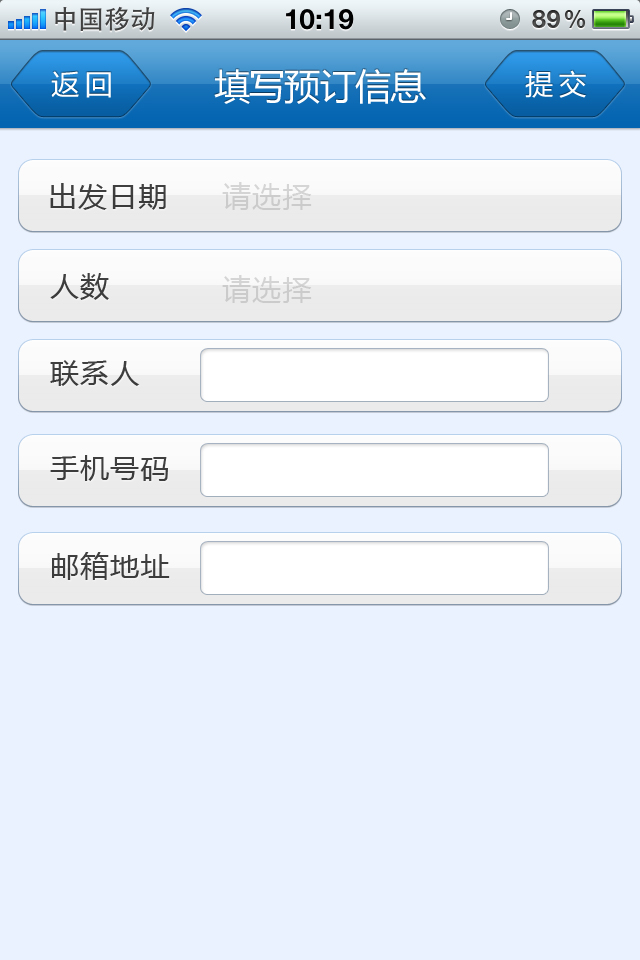 中国移动 10:19 89%
返回 填写预订信息 提交
出发日期 请选择
人数 请选择
联系人
手机号码
邮箱地址